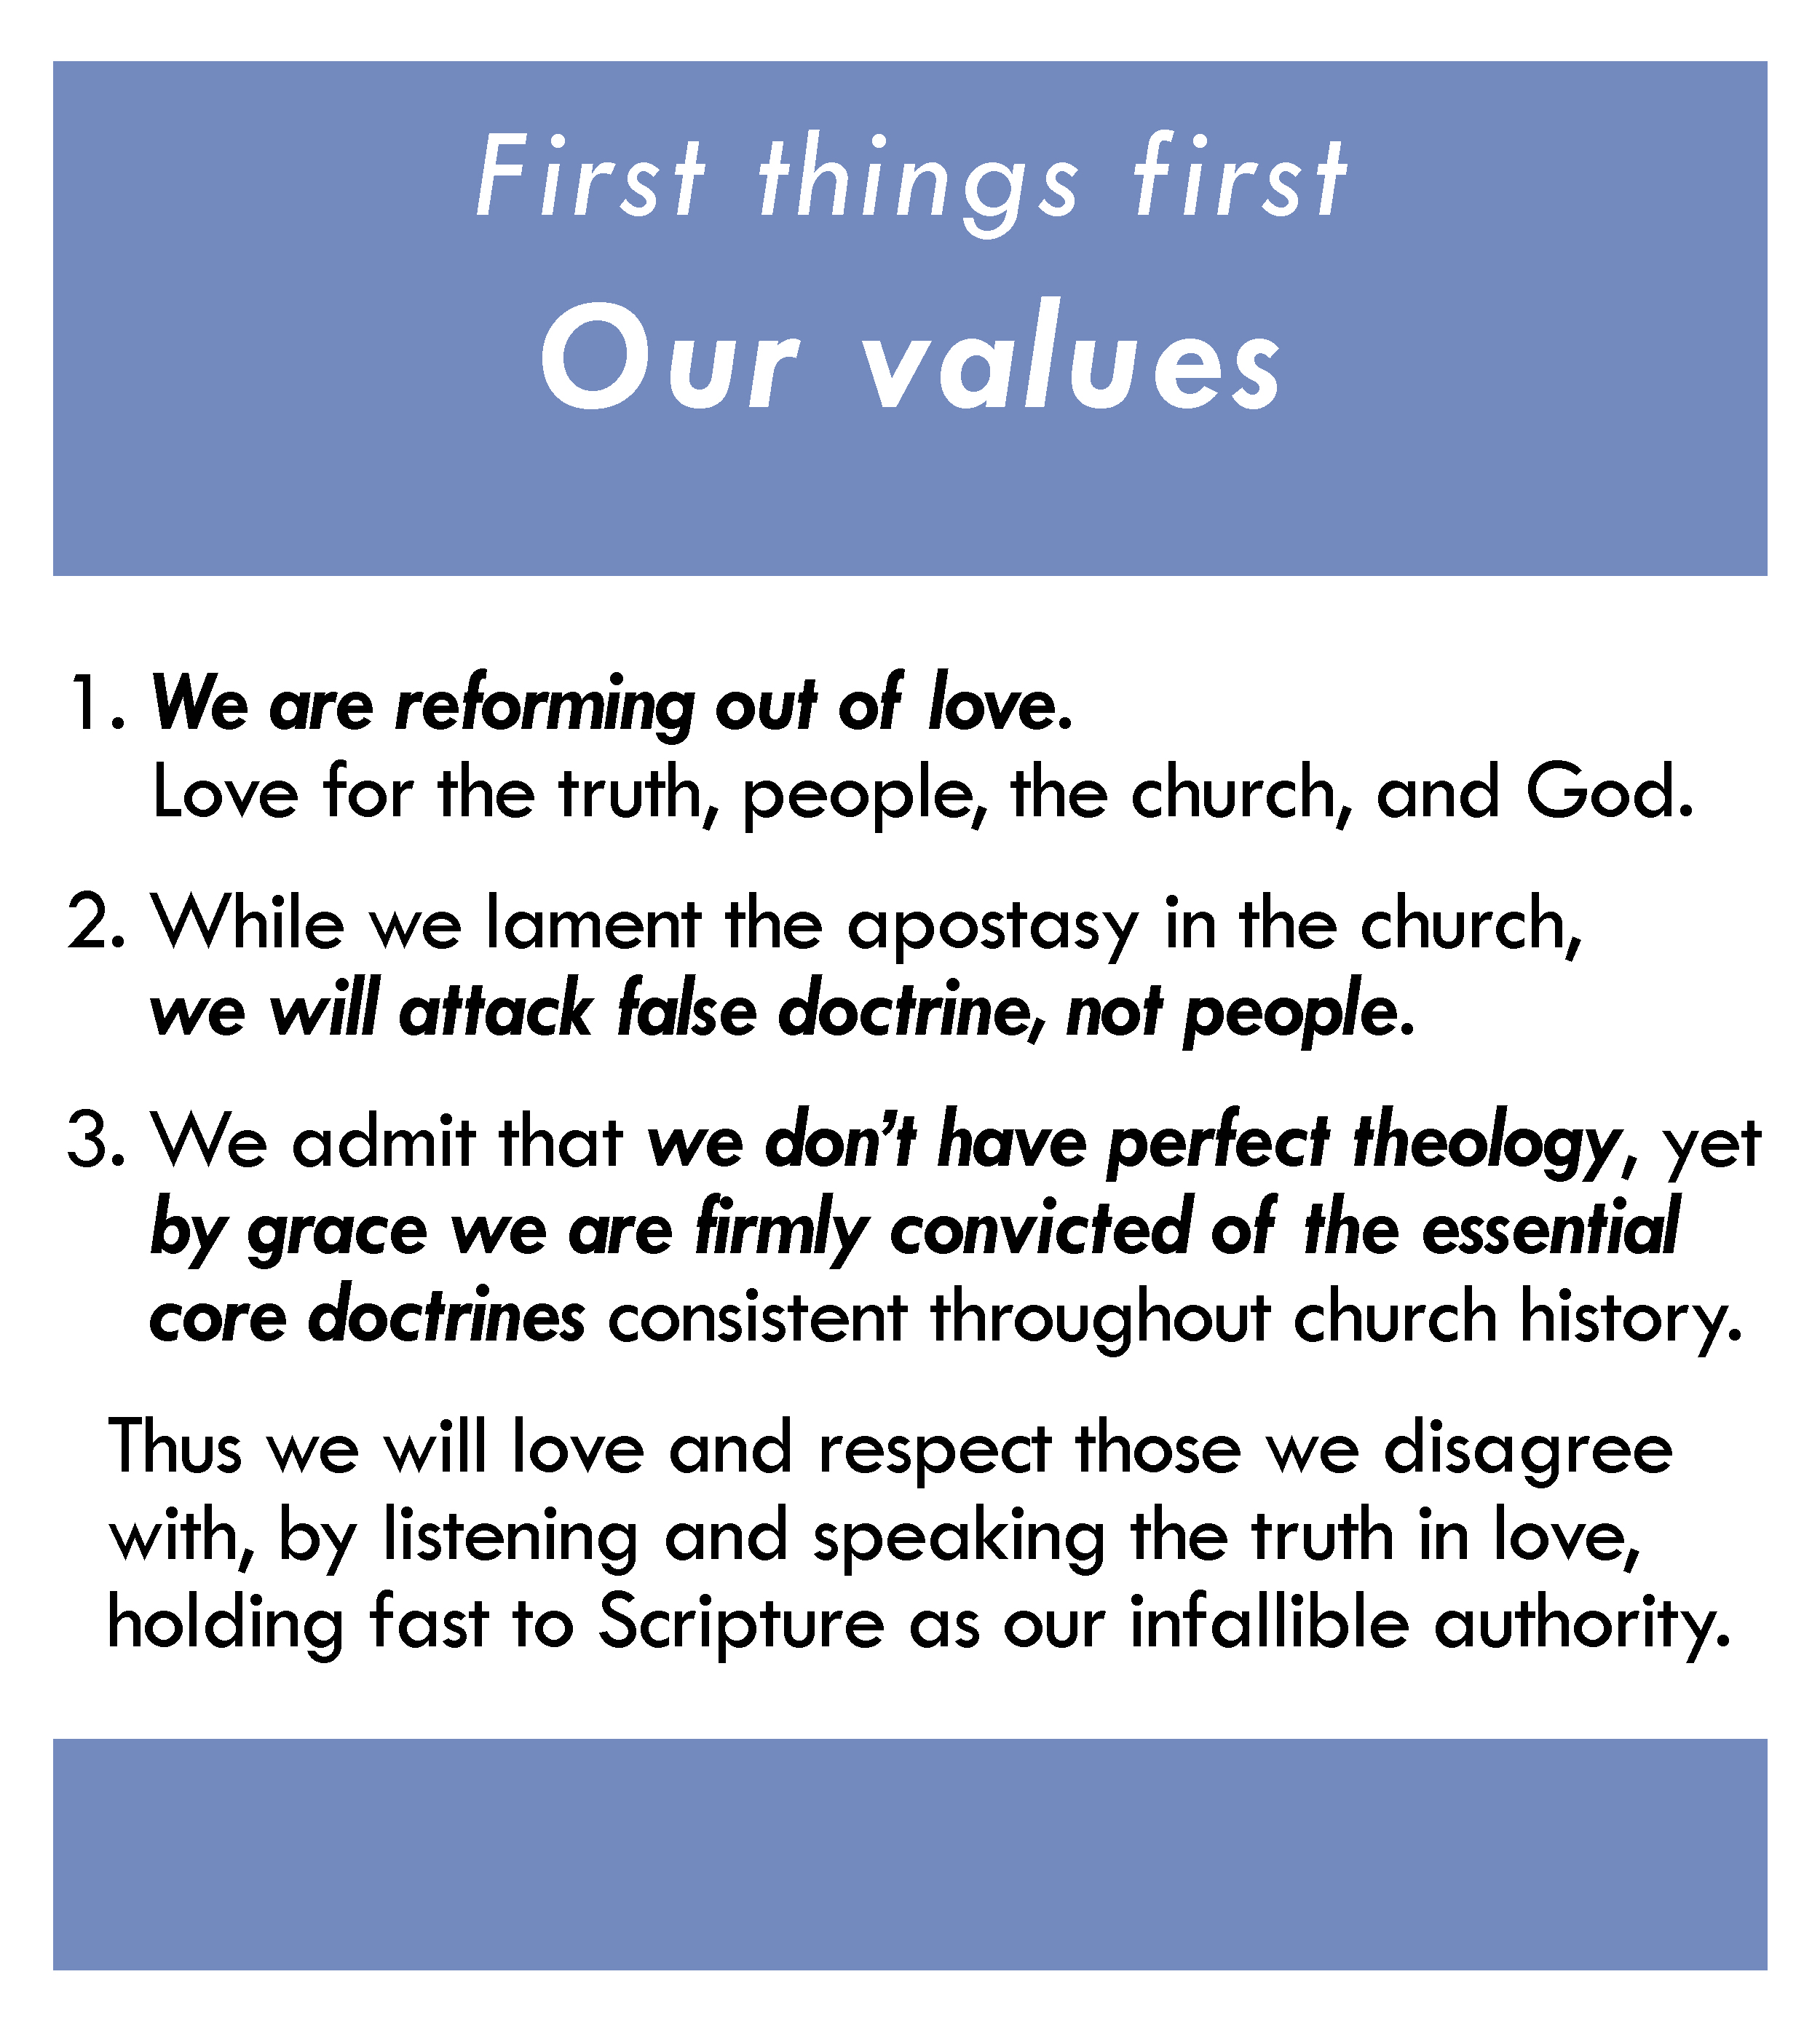 First things first
Our values
1. We are reforming out of love.
Love for the truth, people, the church, and God.
2. While we lament the apostasy in the church,
we will attack false doctrine, not people.
3. We admit that we don’t have perfect theology, yet
by grace we are firmly convicted of the essential
core doctrines consistent throughout church history.
Thus we will love and respect those we disagree
with, by listening and speaking the truth in love,
holding fast to Scripture as our infallible authority.